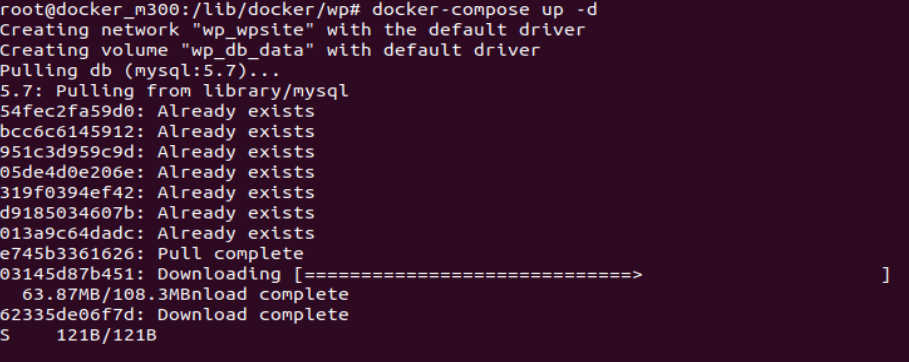 root@docker_m300:/lib/docker/wp# docker-compose up -d
Creating network "wp_wpsite" with the default driver
Creating volume "wp_db_data" with default driver
Pulling db (mysql:5.7)...
5.7: Pulling from library/mysql
54fec2fa59d0: Already exists
bcc6c6145912: Already exists
951c3d959c9d: Already exists
05de4d0e206e: Already exists
319f0394ef42: Already exists
d9185034607b: Already exists
013a9c64dadc: Already exists
e745b3361626: Pull complete
03145d87b451: Downloading [=============================>                     ]
  63.87MB/108.3MBnload complete
62335de06f7d: Download complete
S    121B/121B